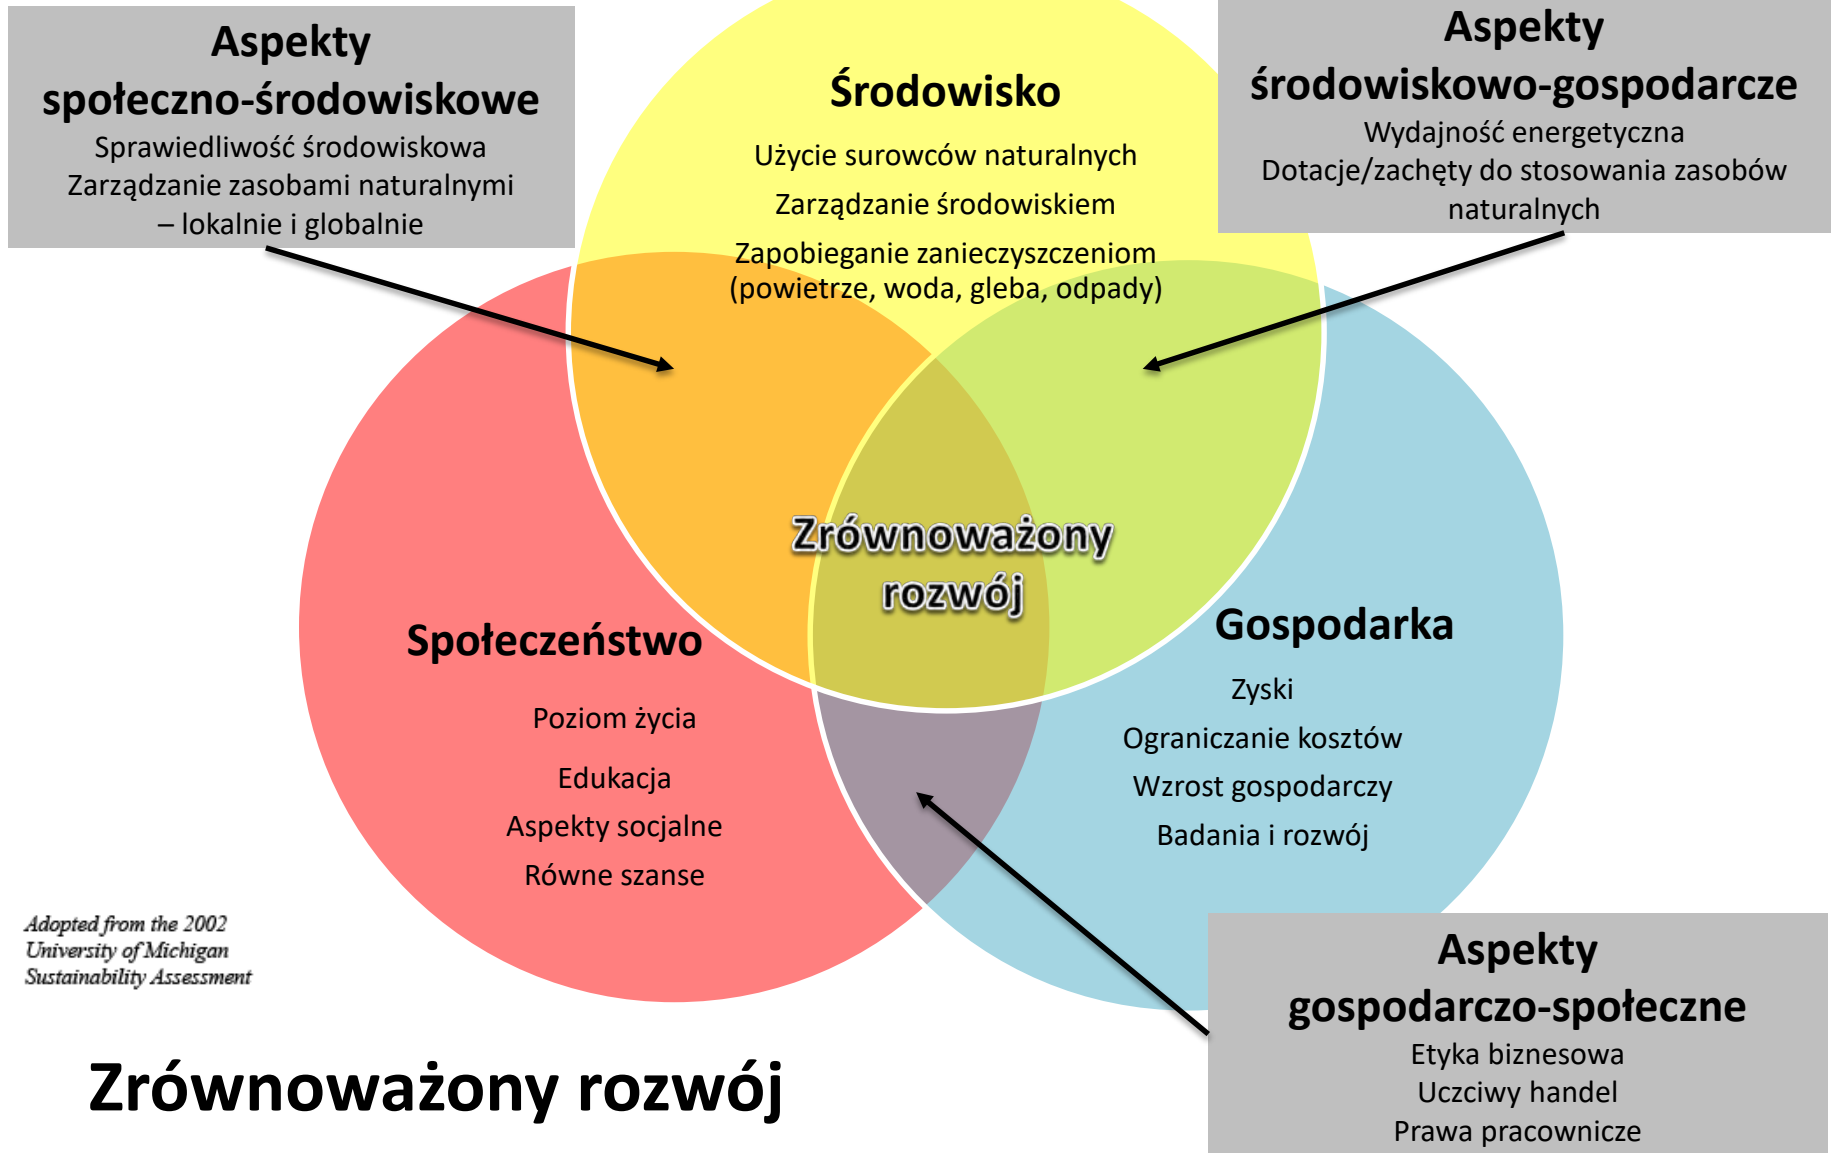 Aspekty
społeczno-środowiskowe
Sprawiedliwość środowiskowa
Zarządzanie zasobami naturalnymi
– lokalnie i globalnie
Środowisko
Użycie surowców naturalnych
Zarządzanie środowiskiem
Zapobieganie zanieczyszczeniom
(powietrze, woda, gleba, odpady)
Aspekty
środowiskowo-gospodarcze
Wydajność energetyczna
Dotacje/zachęty do stosowania zasobów
naturalnych
Zrównoważony
rozwój
Społeczeństwo
Poziom życia
Edukacja
Aspekty socjalne
Równe szanse
Gospodarka
Zyski
Ograniczanie kosztów
Wzrost gospodarczy
Badania i rozwój
Adopted from the 2002
University of Michigan
Sustainability Assessment
Aspekty
gospodarczo-społeczne
Etyka biznesowa
Uczciwy handel
Prawa pracownicze
Zrównoważony rozwój